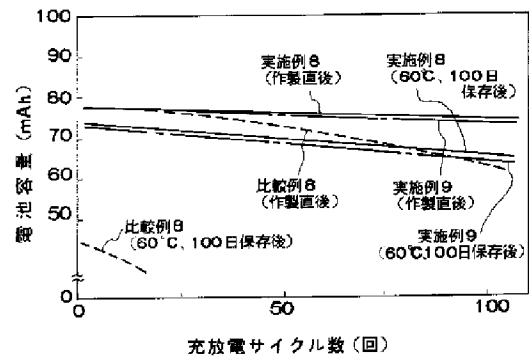 100
90
80
70
60
50
0
電池容量 (mAh)
実施例8
(作製直後)
実施例8
(60℃、100日
保存後)
比較例8
(作製直後)
実施例9
(作製直後)
比較例8
(60℃、100日保存後)
実施例9
(60℃100日保存後)
0
50
100
充放電サイクル数 (回)